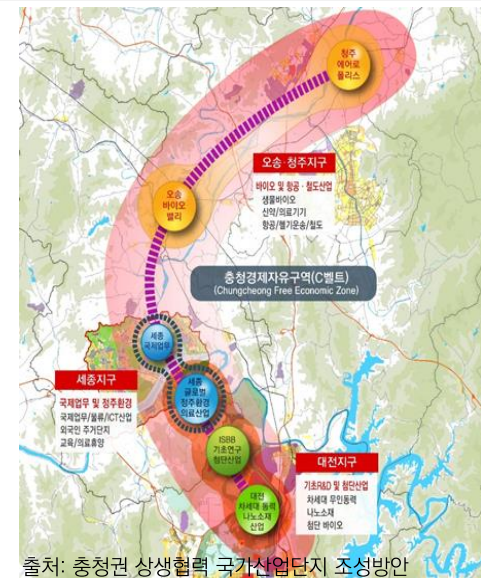 청주
에어로
폴리스
오송·청주지구
바이오 및 항공·철도산업
생물바이오
신약/의료기기
항공/헬기운송/철도
오송
바이오
밸리
충청경제자유구역(C벨트)
(Chungcheong Free Economic Zone)
세종
국제업무
세종지구
국제업무 및 정주환경
국제업무/물류/ICT산업
외국인 주거단지
교육/의료휴양
세종
글로벌
정주환경
의료산업
ISBB
기초연구
첨단산업
대전지구
기초R&D 및 첨단산업
차세대 무인동력
나노소재
첨단 바이오
대전
차세대 동력
나노소재
산업
출처: 충청권 상생협력 국가산업단지 조성방안